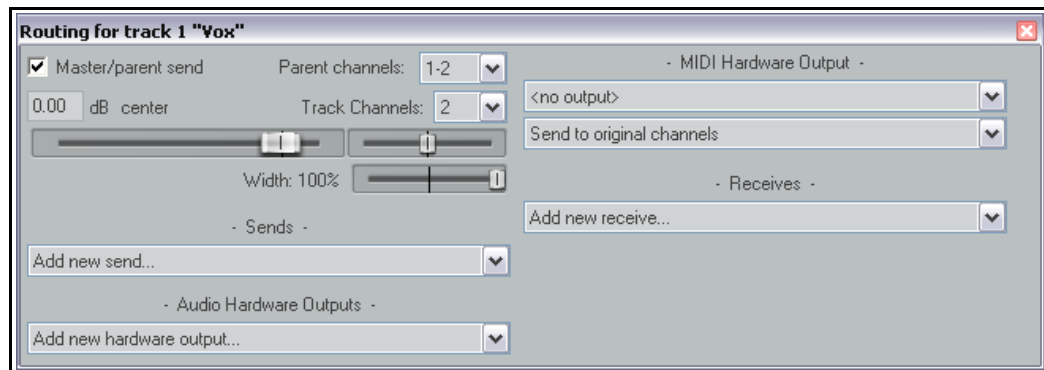 Routing for track 1 "Vox"
Master/parent send Parent channels: 1-2
0.00 dB center Track Channels: 2
Width: 100%
- Sends -
Add new send...
- Audio Hardware Outputs -
Add new hardware output...
- MIDI Hardware Output -
<no output>
Send to original channels
- Receives -
Add new receive...